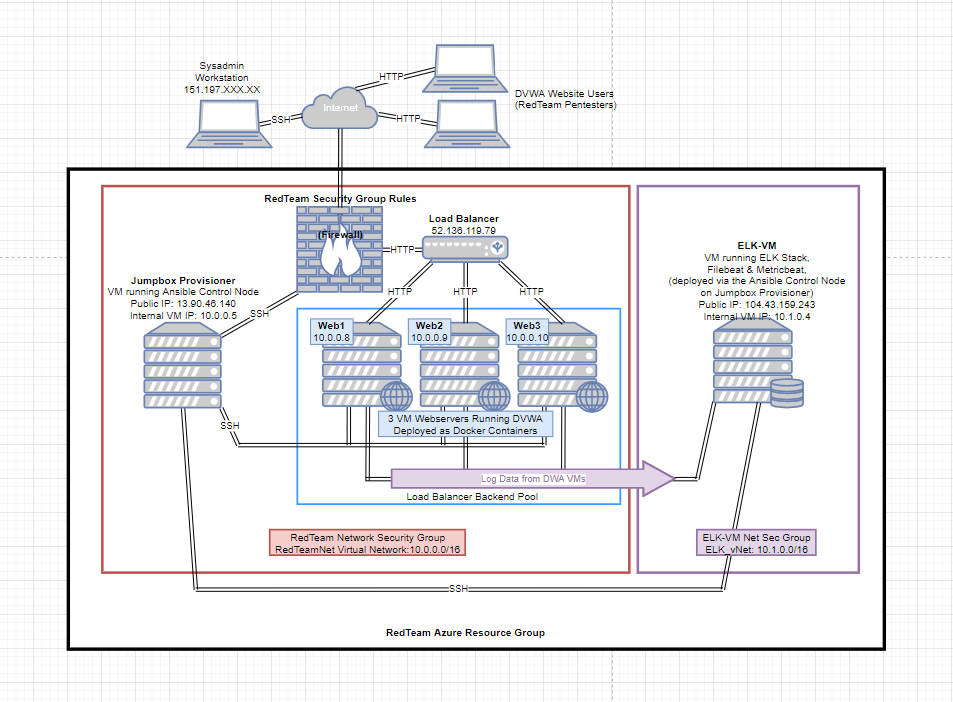 Sysadmin
Workstation
151.197.XXX.XX
HTTP
DVWA Website Users
(RedTeam Pentesters)
Internet
SSH
HTTP
RedTeam Security Group Rules
(Firewall)
Load Balancer
52.136.119.79
HTTP
ELK-VM
VM running ELK Stack,
Filebeat & Metricbeat,
(deployed via the Ansible Control Node
on Jumpbox Provisioner)
Public IP: 104.43.159.243
Internal VM IP: 10.1.0.4
Jumpbox Provisioner
VM running Ansible Control Node
Public IP: 13.90.46.140
Internal VM IP: 10.0.0.5
SSH
HTTP
HTTP
HTTP
Web1
10.0.0.8
Web2
10.0.0.9
Web3
10.0.0.10
SSH
3 VM Webservers Running DVWA
Deployed as Docker Containers
Log Data from DWA VMs
Load Balancer Backend Pool
RedTeam Network Security Group
RedTeamNet Virtual Network:10.0.0.0/16
ELK-VM Net Sec Group
ELK_vNet: 10.1.0.0/16
SSH
RedTeam Azure Resource Group